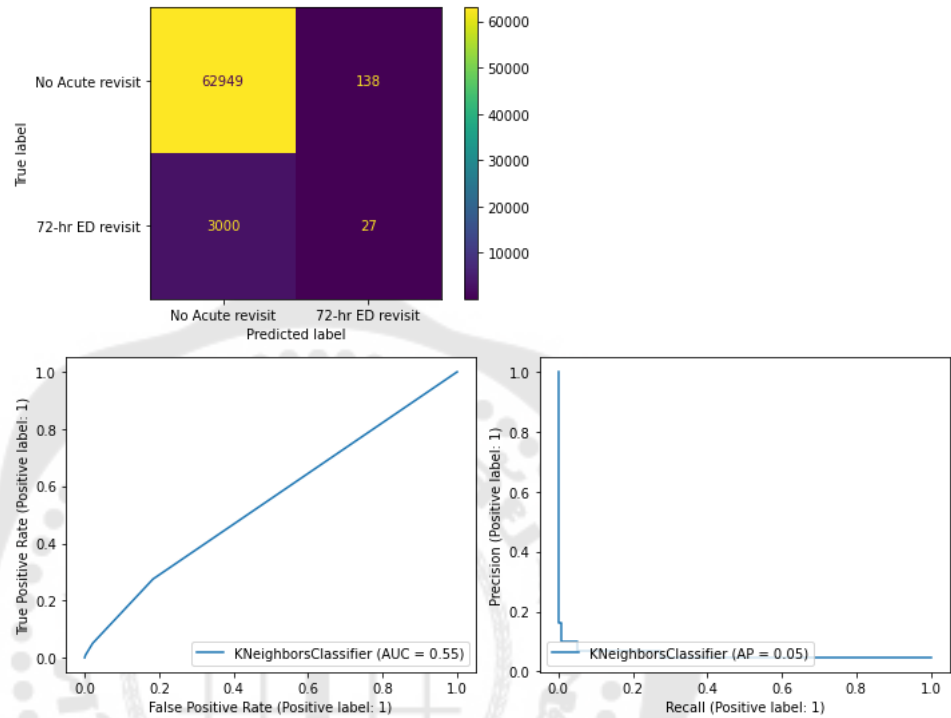 60000
No Acute revisit
62949
138
50000
40000
True label
30000
72-hr ED revisit
3000
27
20000
10000
No Acute revisit
72-hr ED revisit
Predicted label
1.0
0.8
0.6
0.4
0.2
0.0
True Positive Rate (Positive label: 1)
KNeighborsClassifier (AUC = 0.55)
0.0 0.2 0.4 0.6 0.8 1.0
False Positive Rate (Positive label: 1)
1.0
0.8
0.6
0.4
0.2
0.0
Precision (Positive label: 1)
KNeighborsClassifier (AP = 0.05)
0.0 0.2 0.4 0.6 0.8 1.0
Recall (Positive label: 1)